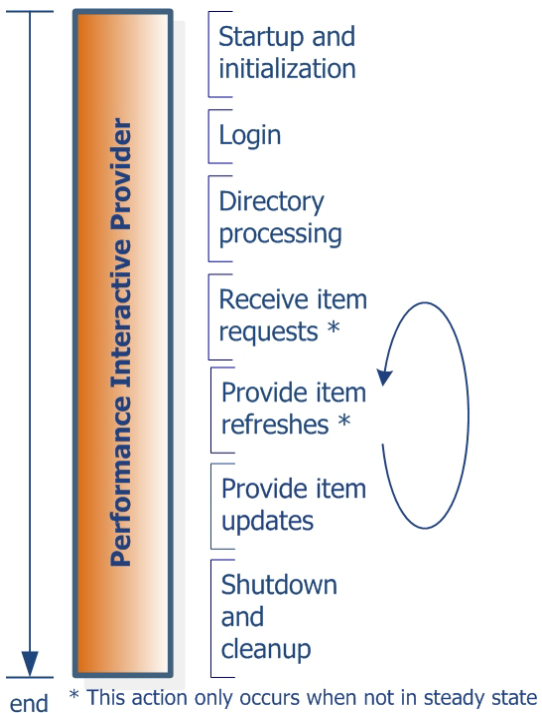 Performance Interactive Provider
Startup and
initialization
Login
Directory
processing
Receive item
requests *
Provide item
refreshes *
Provide item
updates
Shutdown
and
cleanup
end
* This action only occurs when not in steady state